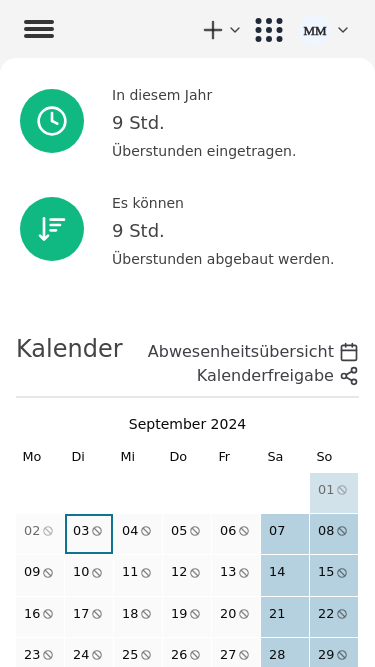 MM
In diesem Jahr
9 Std.
Überstunden eingetragen.
Es können
9 Std.
Überstunden abgebaut werden.
Kalender
Abwesenheitsübersicht
Kalenderfreigabe
September 2024
Mo Di Mi Do Fr Sa So
01
02 03 04 05 06 07 08
09 10 11 12 13 14 15
16 17 18 19 20 21 22
23 24 25 26 27 28 29